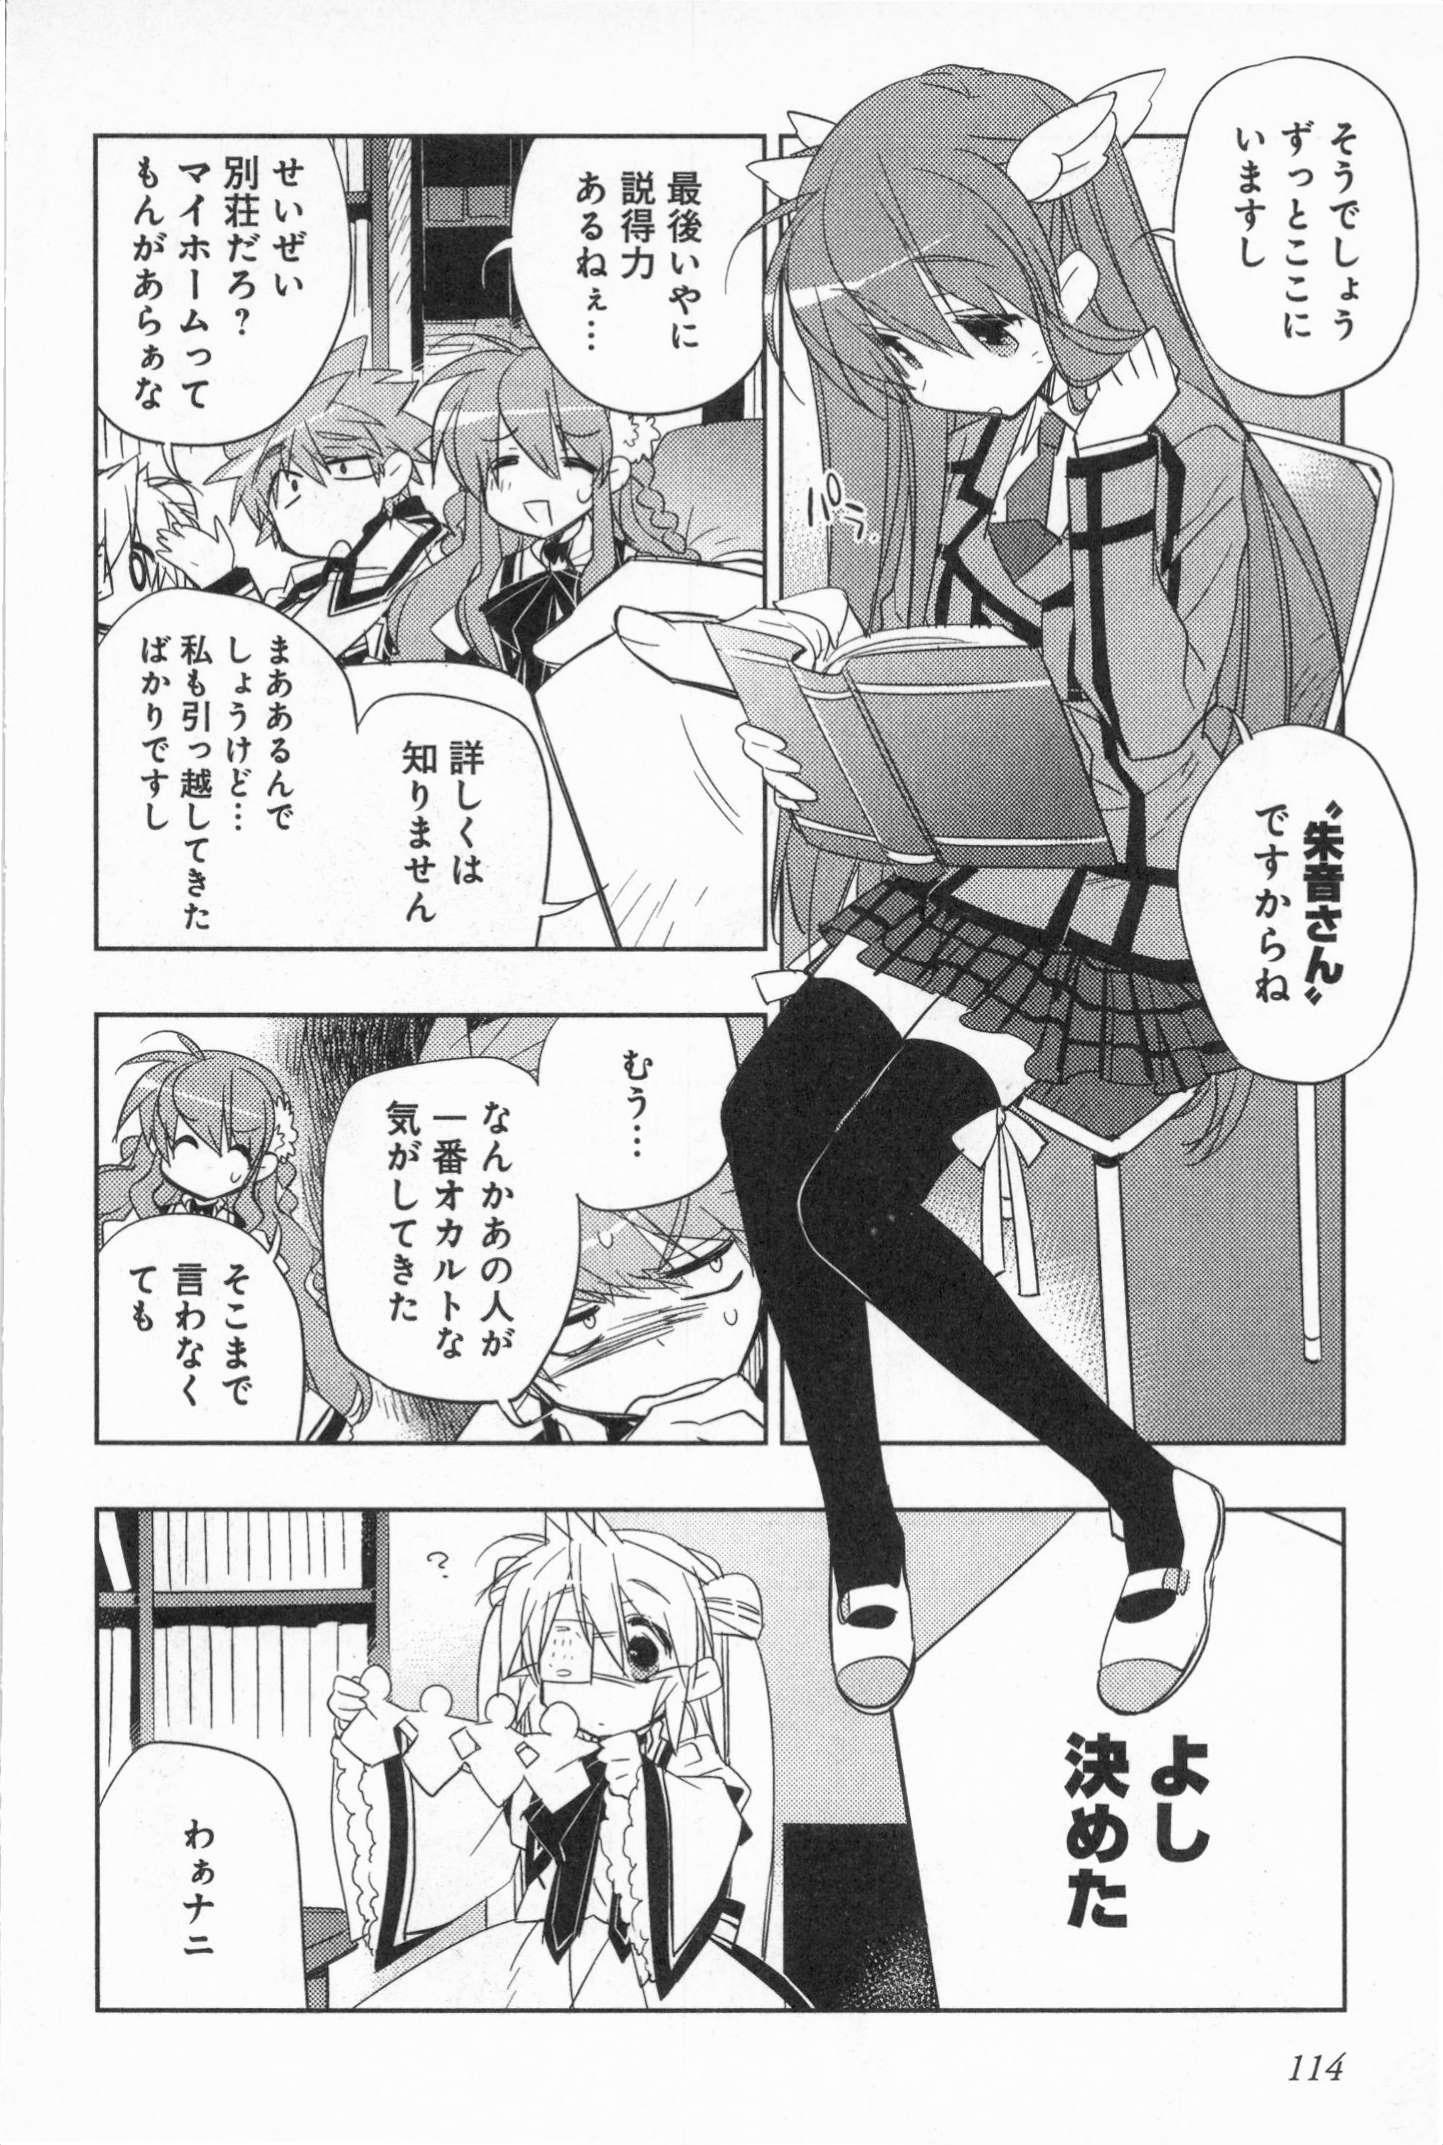 そうでしょう
ずっとここに
いますし
パラ
〝朱音さん〟
ですからね
最後いやに
説得力
あるねぇ…
せいぜい
別荘だろ？
マイホームって
もんがあらぁな
詳しくは
知りません
まああるんで
しょうけど…
私も引っ越してきた
ばかりですし
むう…
なんかあの人が
一番オカルトな
気がしてきた
そこまで
言わなく
ても
よし
決めた
？
わぁナニ
114